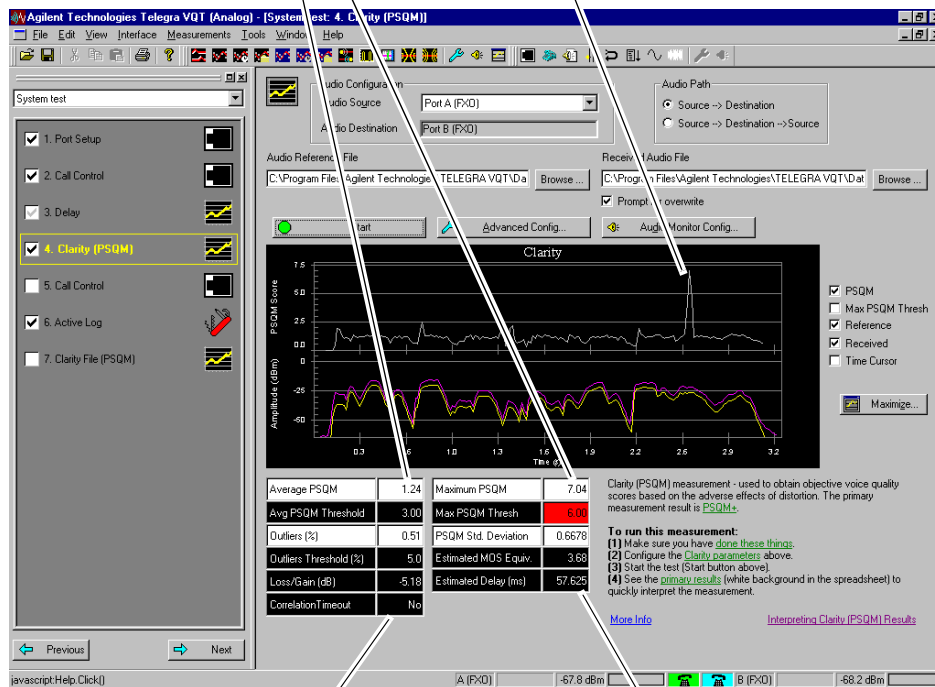 Agilent Technologies Telegra VQT (Analog) - [System test: 4. Clarity (PSQM)]
File Edit View Interface Measurements Tools Window Help
System test
1. Port Setup
2. Call Control
3. Delay
4. Clarity (PSQM)
5. Call Control
6. Active Log
7. Clarity File (PSQM)
Previous Next
Audio Configuration
Audio Source Port A (FXO)
Audio Destination Port B (FXO)
Audio Path
Source --> Destination
Source --> Destination -->Source
Audio Reference File
C:\Program Files\Agilent Technologies\TELEGRA VQT\Da Browse ...
Received Audio File
C:\Program Files\Agilent Technologies\TELEGRA VQT\Dat Browse ...
Prompt for overwrite
Start Advanced Config... Audio Monitor Config...
Clarity
PSQM Score
7.5
5.0
2.5
0.0
Amplitude (dBm)
0
-25
-50
0.3 .6 1.0 1.3 1.6 1.9 2.2 2.6 2.9 3.2
Time (s)
PSQM
Max PSQM Thresh
Reference
Received
Time Cursor
Maximize...
Average PSQM 1.24 Maximum PSQM 7.04
Avg PSQM Threshold 3.00 Max PSQM Thresh 6.00
Outliers (%) 0.51 PSQM Std. Deviation 0.6678
Outliers Threshold (%) 5.0 Estimated MOS Equiv. 3.68
Loss/Gain (dB) -5.18 Estimated Delay (ms) 57.625
CorrelationTimeout No
Clarity (PSQM) measurement - used to obtain objective voice quality
scores based on the adverse effects of distortion. The primary
measurement result is PSQM+.
To run this measurement:
(1) Make sure you have done these things.
(2) Configure the Clarity parameters above.
(3) Start the test (Start button above).
(4) See the primary results (white background in the spreadsheet) to
quickly interpret the measurement.
More Info Interpreting Clarity (PSQM) Results
javascript:Help.Click() A (FXO) -67.8 dBm B (FXO) -68.2 dBm